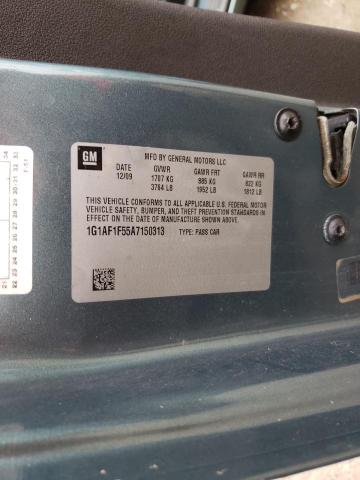 GM
MFD BY GENERAL MOTORS LLC
DATE GVWR GAWR FRT GAWR RR
12/09 1707 KG 885 KG 822 KG
3764 LB 1952 LB 1812 LB
THIS VEHICLE CONFORMS TO ALL APPLICABLE U.S. FEDERAL MOTOR
VEHICLE SAFETY, BUMPER, AND THEFT PREVENTION STANDARDS
IN EFFECT ON THE DATE OF MANUFACTURE SHOWN ABOVE.
1G1AF1F55A7150313 TYPE: PASS CAR